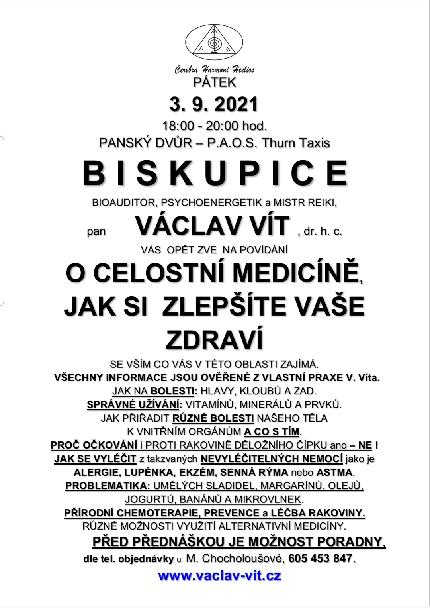 Cerebra Harmoni Hedios
PÁTEK
3. 9. 2021
18:00 - 20:00 hod.
PANSKÝ DVŮR – P.A.O.S. Thurn Taxis
BISKUPICE
BIOAUDITOR, PSYCHOENERGETIK a MISTR REIKI,
pan VÁCLAV VÍT , dr. h. c.
VÁS OPĚT ZVE NA POVÍDÁNÍ
O CELOSTNÍ MEDICÍNĚ,
JAK SI ZLEPŠÍTE VAŠE
ZDRAVÍ
SE VŠÍM CO VÁS V TÉTO OBLASTI ZAJÍMÁ.
VŠECHNY INFORMACE JSOU OVĚŘENÉ Z VLASTNÍ PRAXE V. Víta.
JAK NA BOLESTI: HLAVY, KLOUBŮ A ZAD.
SPRÁVNÉ UŽÍVÁNÍ: VITAMÍNŮ, MINERÁLŮ A PRVKŮ.
JAK PŘIŘADIT RŮZNÉ BOLESTI NAŠEHO TĚLA
K VNITŘNÍM ORGÁNŮM A CO S TÍM.
PROČ OČKOVÁNÍ i PROTI RAKOVINĚ DĚLOŽNÍHO ČÍPKU ano – NE !
JAK SE VYLÉČIT z takzvaných NEVYLÉČITELNÝCH NEMOCÍ jako je
ALERGIE, LUPÉNKA, EKZÉM, SENNÁ RÝMA nebo ASTMA.
PROBLEMATIKA: UMĚLÝCH SLADIDEL, MARGARÍNŮ, OLEJŮ,
JOGURTŮ, BANÁNŮ A MIKROVLNEK.
PŘÍRODNÍ CHEMOTERAPIE, PREVENCE a LÉČBA RAKOVINY.
RŮZNÉ MOŽNOSTI VYUŽITÍ ALTERNATIVNÍ MEDICÍNY.
PŘED PŘEDNÁŠKOU JE MOŽNOST PORADNY,
dle tel. objednávky u M. Chocholoušové, 605 453 847.
www.vaclav-vit.cz